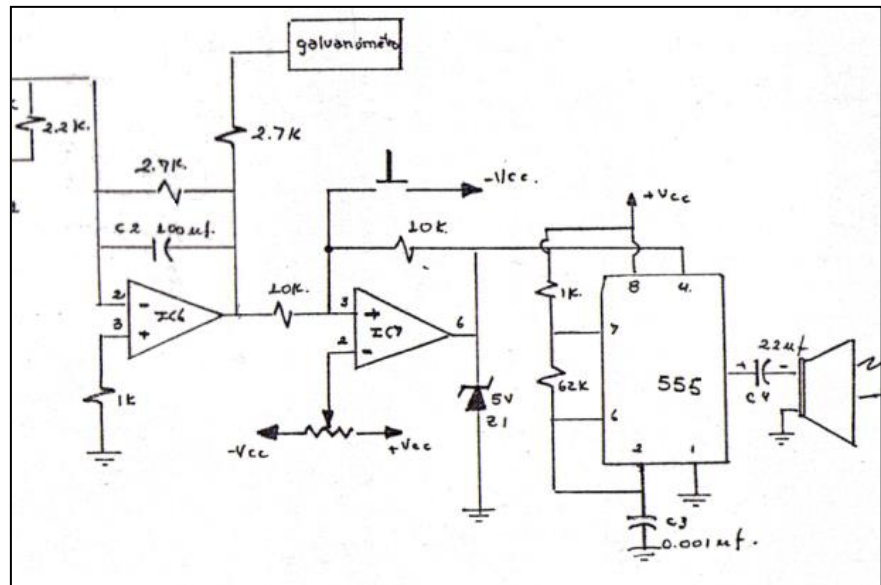 galvanómetro
2.2K.
2.7K
2.7K.
-Vcc.
+Vcc
C2 100uf.
10K.
10K.
1K.
8
4.
2
-
IC6
3
+
3
+
IC7
6
2
-
7
22uf
+
-
C4
555
62K
6
5V
Z1
1K
-Vcc
+Vcc
2
1
C3
0.001uf.